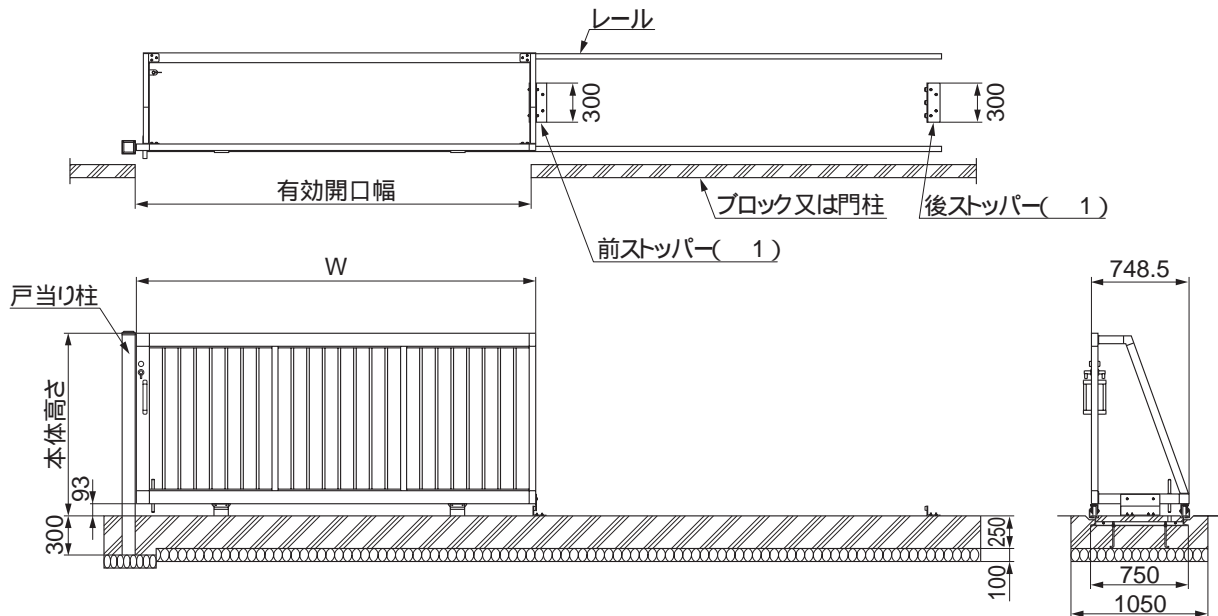 レール
300
300
有効開口幅
ブロック又は門柱
後ストッパー(　1)
前ストッパー(　1)
W
748.5
戸当り柱
本体高さ
93
300
250
100
750
1050